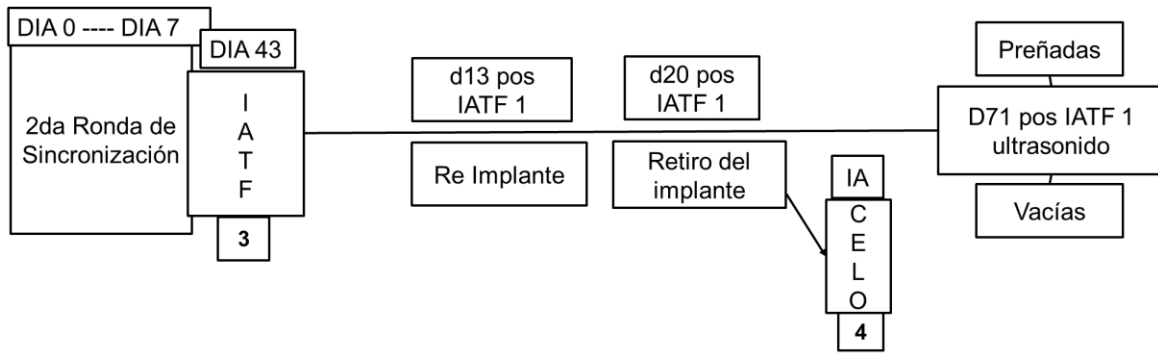 DIA 0 ---- DIA 7
2da Ronda de
Sincronización
DIA 43
I
A
T
F
3
d13 pos
IATF 1
Re Implante
d20 pos
IATF 1
Retiro del
implante
IA
C
E
L
O
4
Preñadas
D71 pos IATF 1
ultrasonido
Vacías